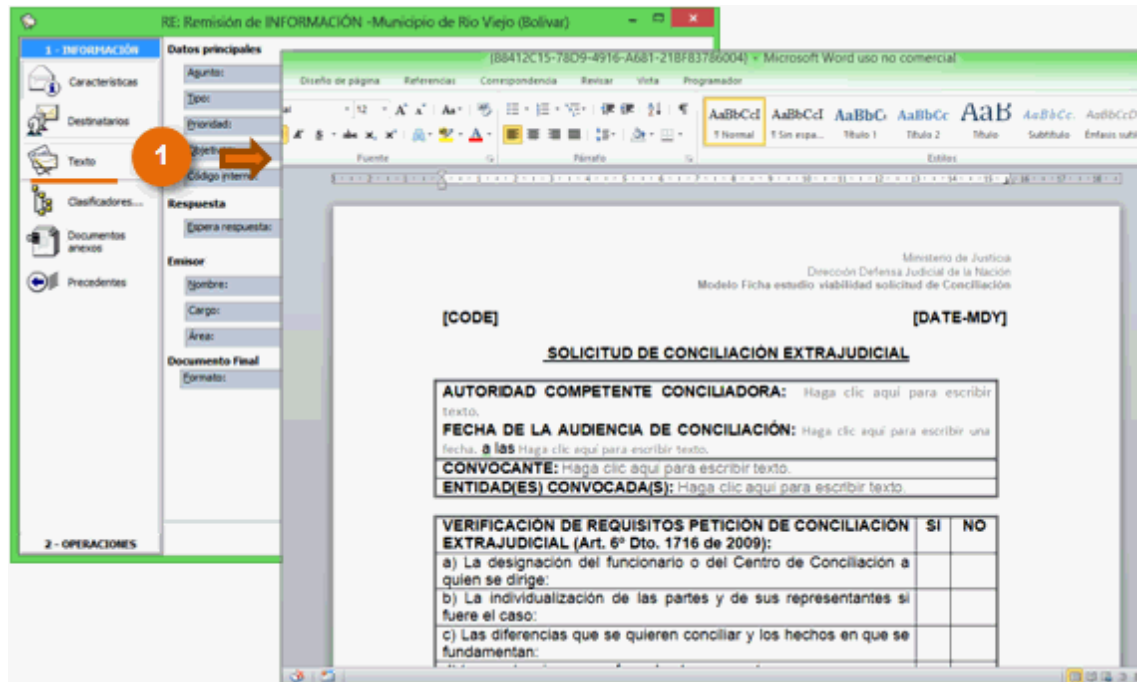 RE: Remisión de INFORMACIÓN -Municipio de Rio Viejo (Bolívar)
1 - INFORMACIÓN
Características
Destinatarios
Texto
Clasificadores...
Documentos
anexos
Precedentes
2 - OPERACIONES
Datos principales
Asunto:
Tipo:
Prioridad:
Objetivo:
Código interno:
Respuesta
Espera respuesta:
Emisor
Nombre:
Cargo:
Área:
Documento Final
Formato:
1
{88412C15-78D9-4916-A681-218F83786004} - Microsoft Word uso no comercial
Diseño de página Referencias Correspondencia Revisar Vista Programador
12
AaBbCcI AaBbCcI AaBbC AaBbCc AaB AaBbCc. AaBbCcD
¶ Normal ¶ Sin espa... Título 1 Título 2 Título Subtítulo Énfasis sutil
Fuente Párrafo Estilos
Ministerio de Justicia
Dirección Defensa Judicial de la Nación
Modelo Ficha estudio viabilidad solicitud de Conciliación
[CODE] [DATE-MDY]
SOLICITUD DE CONCILIACIÓN EXTRAJUDICIAL
AUTORIDAD COMPETENTE CONCILIADORA: Haga clic aquí para escribir
texto.
FECHA DE LA AUDIENCIA DE CONCILIACIÓN: Haga clic aquí para escribir una
fecha. a las Haga clic aquí para escribir texto.
CONVOCANTE: Haga clic aquí para escribir texto.
ENTIDAD(ES) CONVOCADA(S): Haga clic aquí para escribir texto.
VERIFICACIÓN DE REQUISITOS PETICIÓN DE CONCILIACIÓN SI NO
EXTRAJUDICIAL (Art. 6º Dto. 1716 de 2009):
a) La designación del funcionario o del Centro de Conciliación a
quien se dirige:
b) La individualización de las partes y de sus representantes si
fuere el caso:
c) Las diferencias que se quieren conciliar y los hechos en que se
fundamentan: